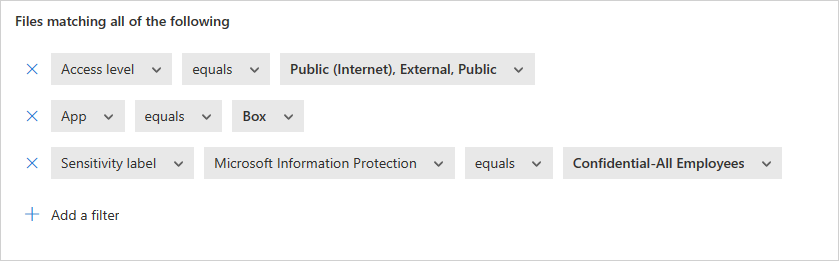 Files matching all of the following
Access level equals Public (Internet), External, Public
App equals Box
Sensitivity label Microsoft Information Protection equals Confidential-All Employees
Add a filter